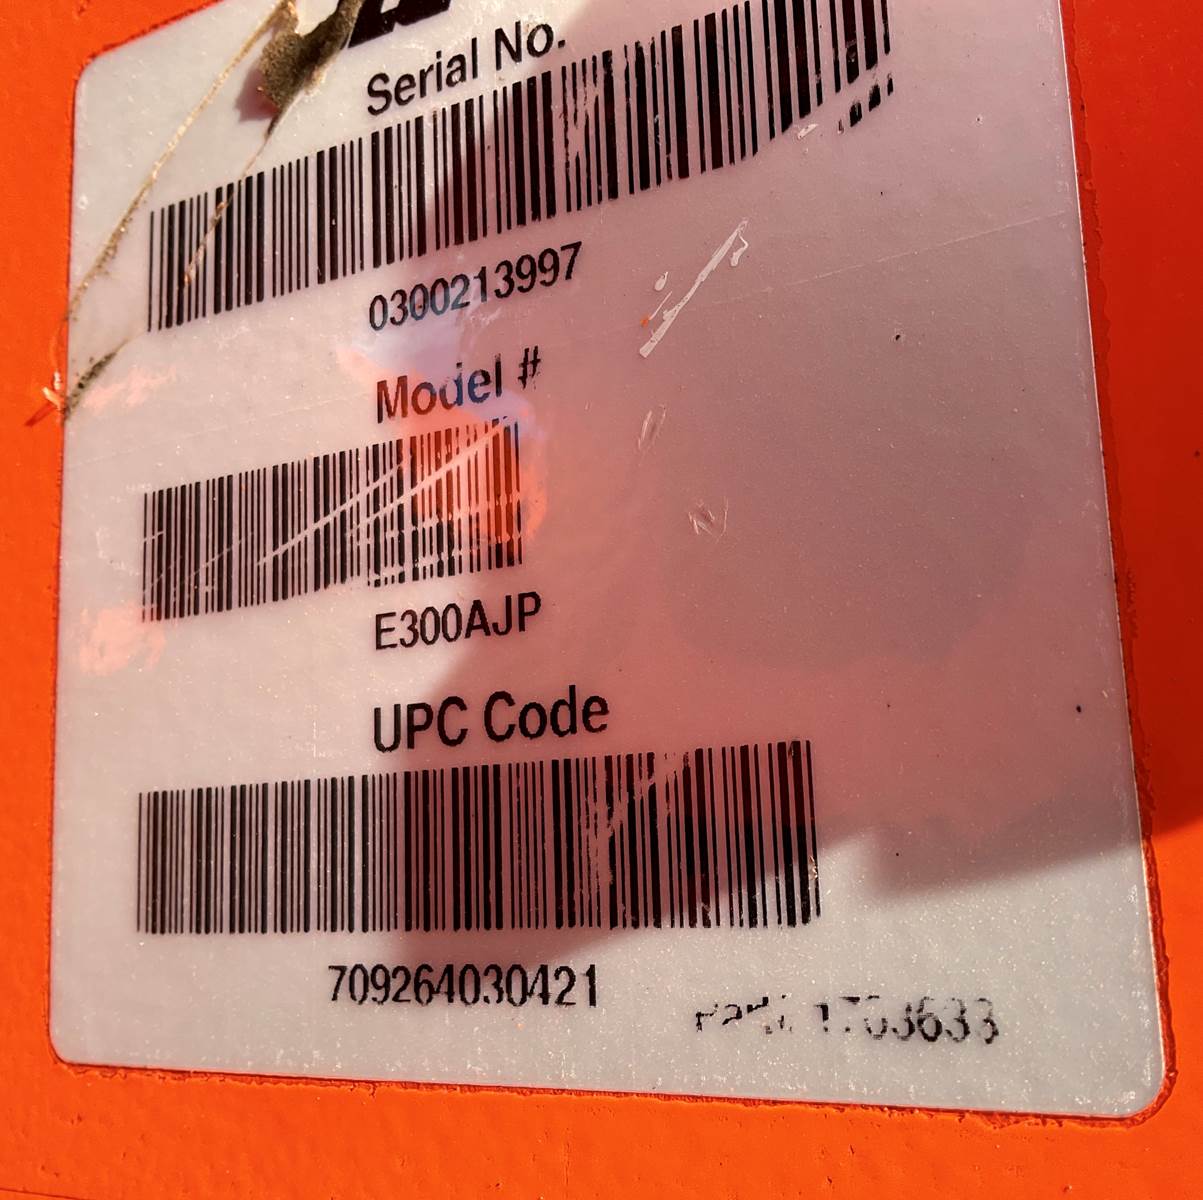 Serial No.
0300213997
Model #
E300AJP
UPC Code
709264030421